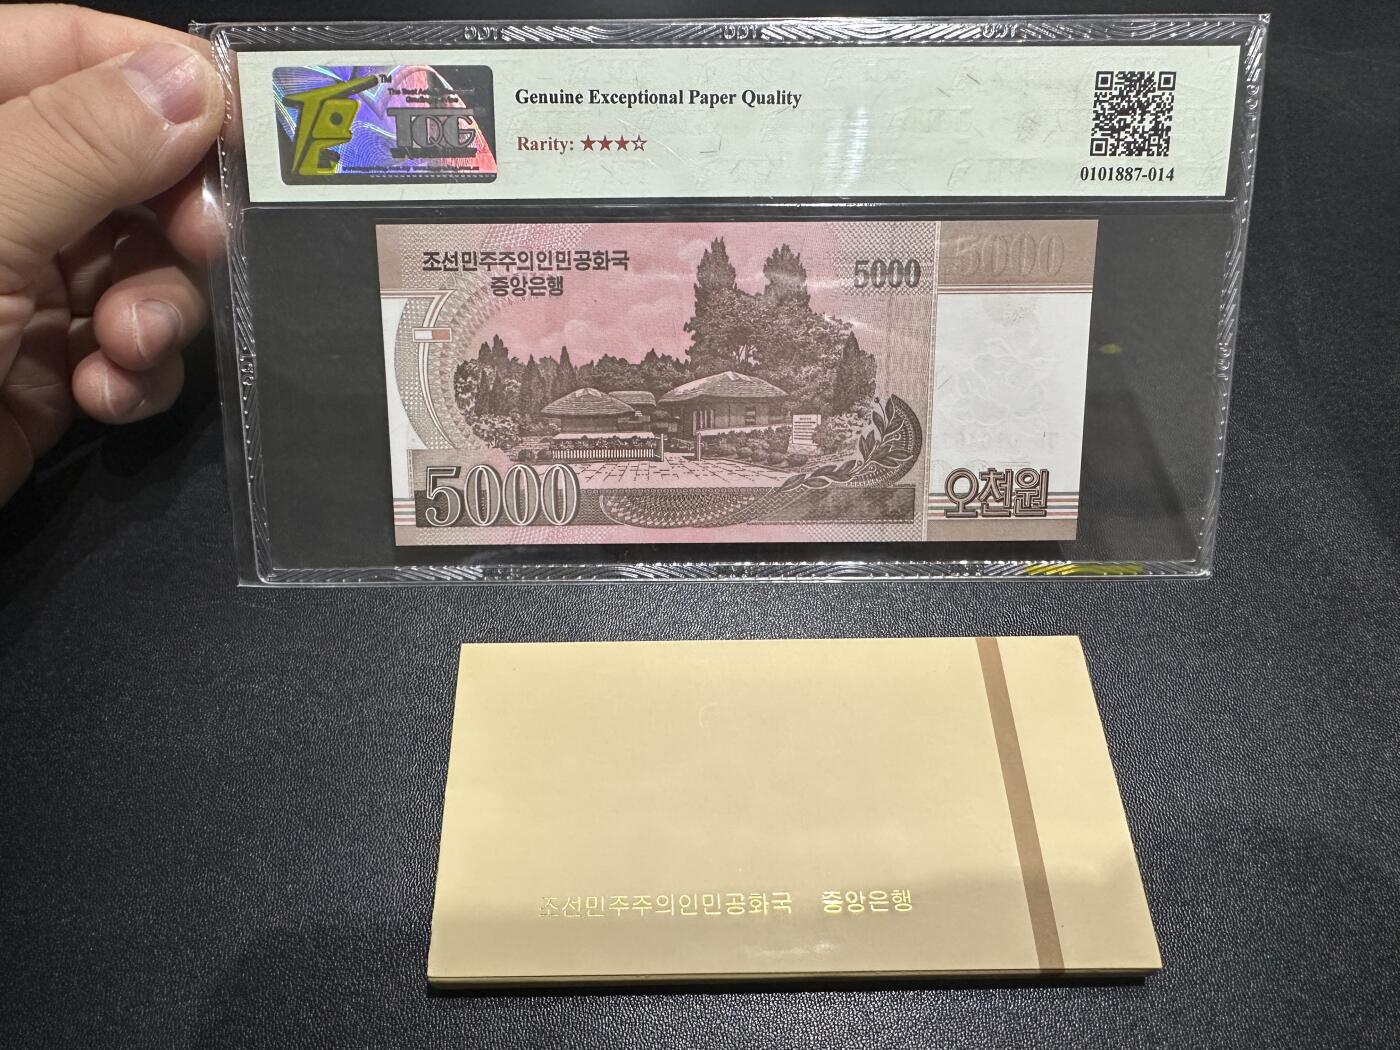 TQG
Genuine Exceptional Paper Quality
Rarity: ★★★☆
0101887-014
조선민주주의인민공화국
중앙은행
5000
5000
5000
오천원
조선민주주의인민공화국 중앙은행